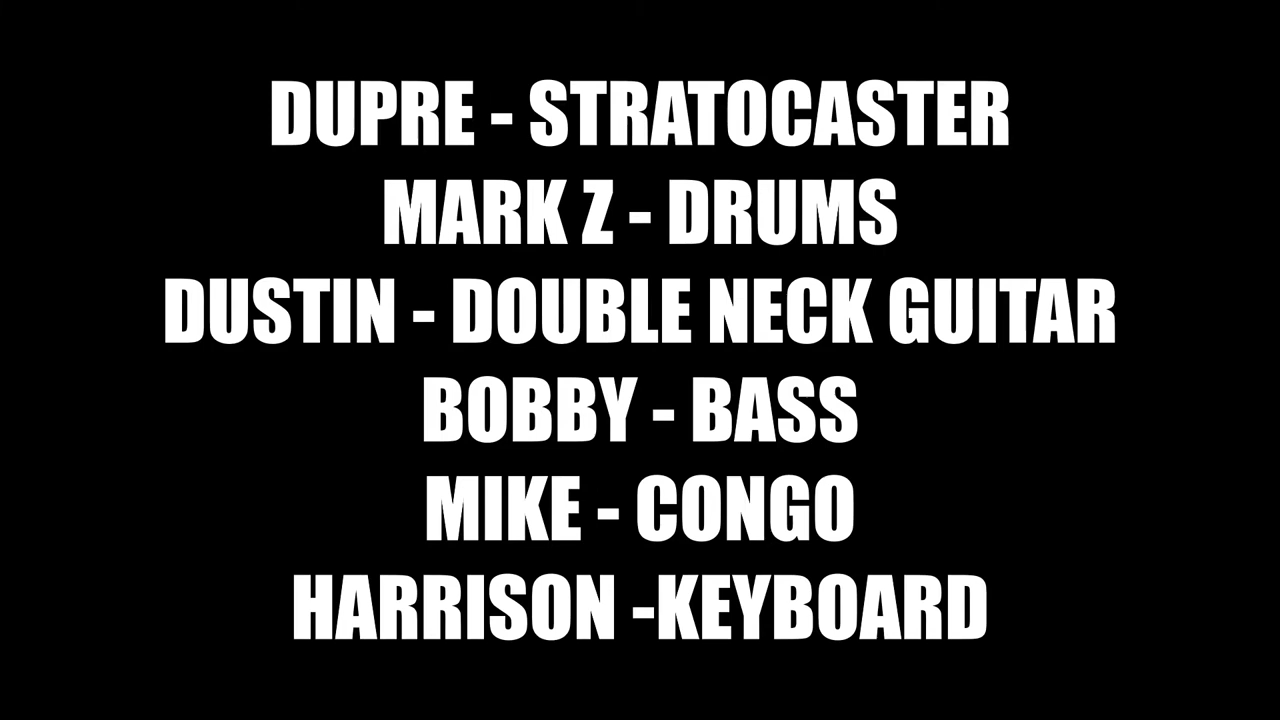 DUPRE - STRATOCASTER
MARK Z - DRUMS
DUSTIN - DOUBLE NECK GUITAR
BOBBY - BASS
MIKE - CONGO
HARRISON -KEYBOARD